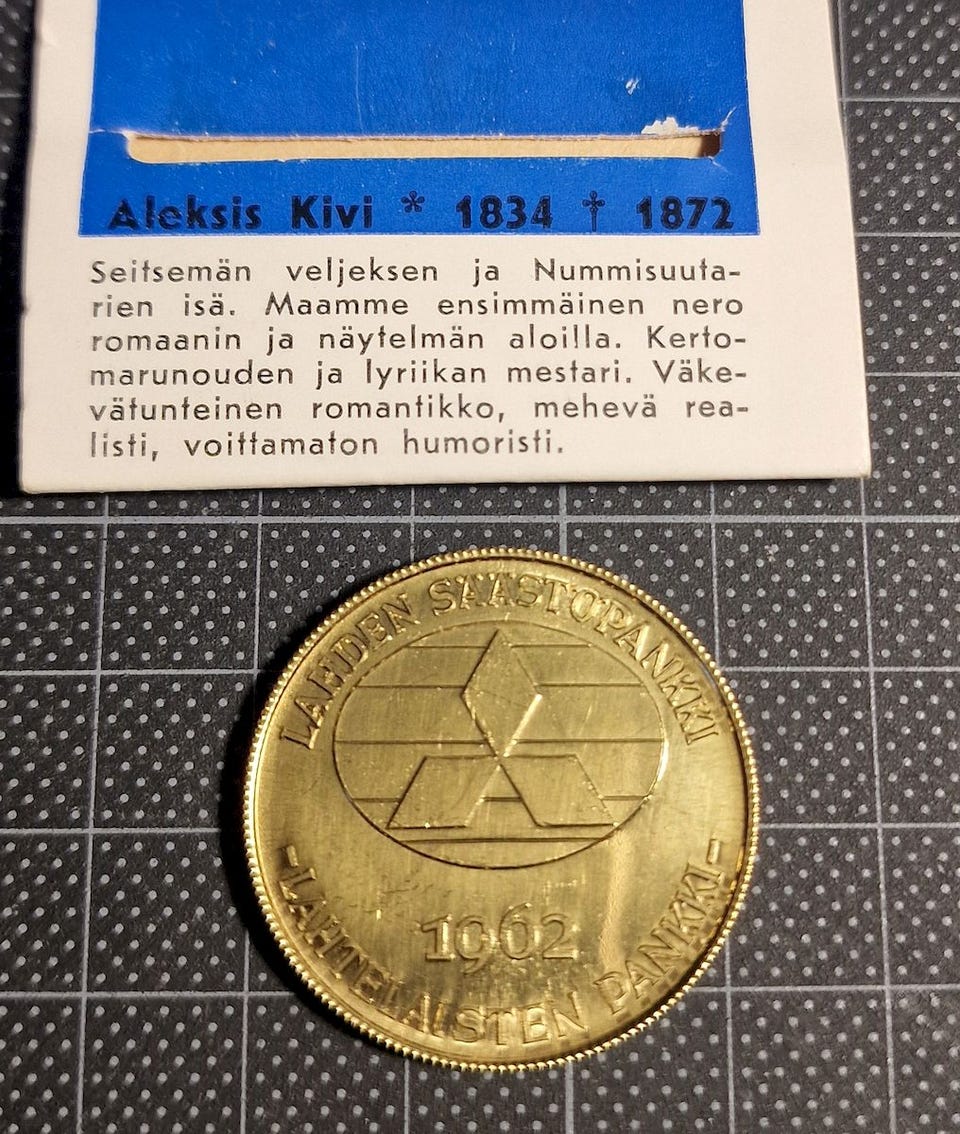 Aleksis Kivi * 1834 † 1872
Seitsemän veljeksen ja Nummisuuta-
rien isä. Maamme ensimmäinen nero
romaanin ja näytelmän aloilla. Kerto-
marunouden ja lyriikan mestari. Väke-
vätunteinen romantikko, mehevä rea-
listi, voittamaton humoristi.
LAHDEN SÄÄSTÖPANKKI
1962
-LAHTELAISTEN PANKKI-